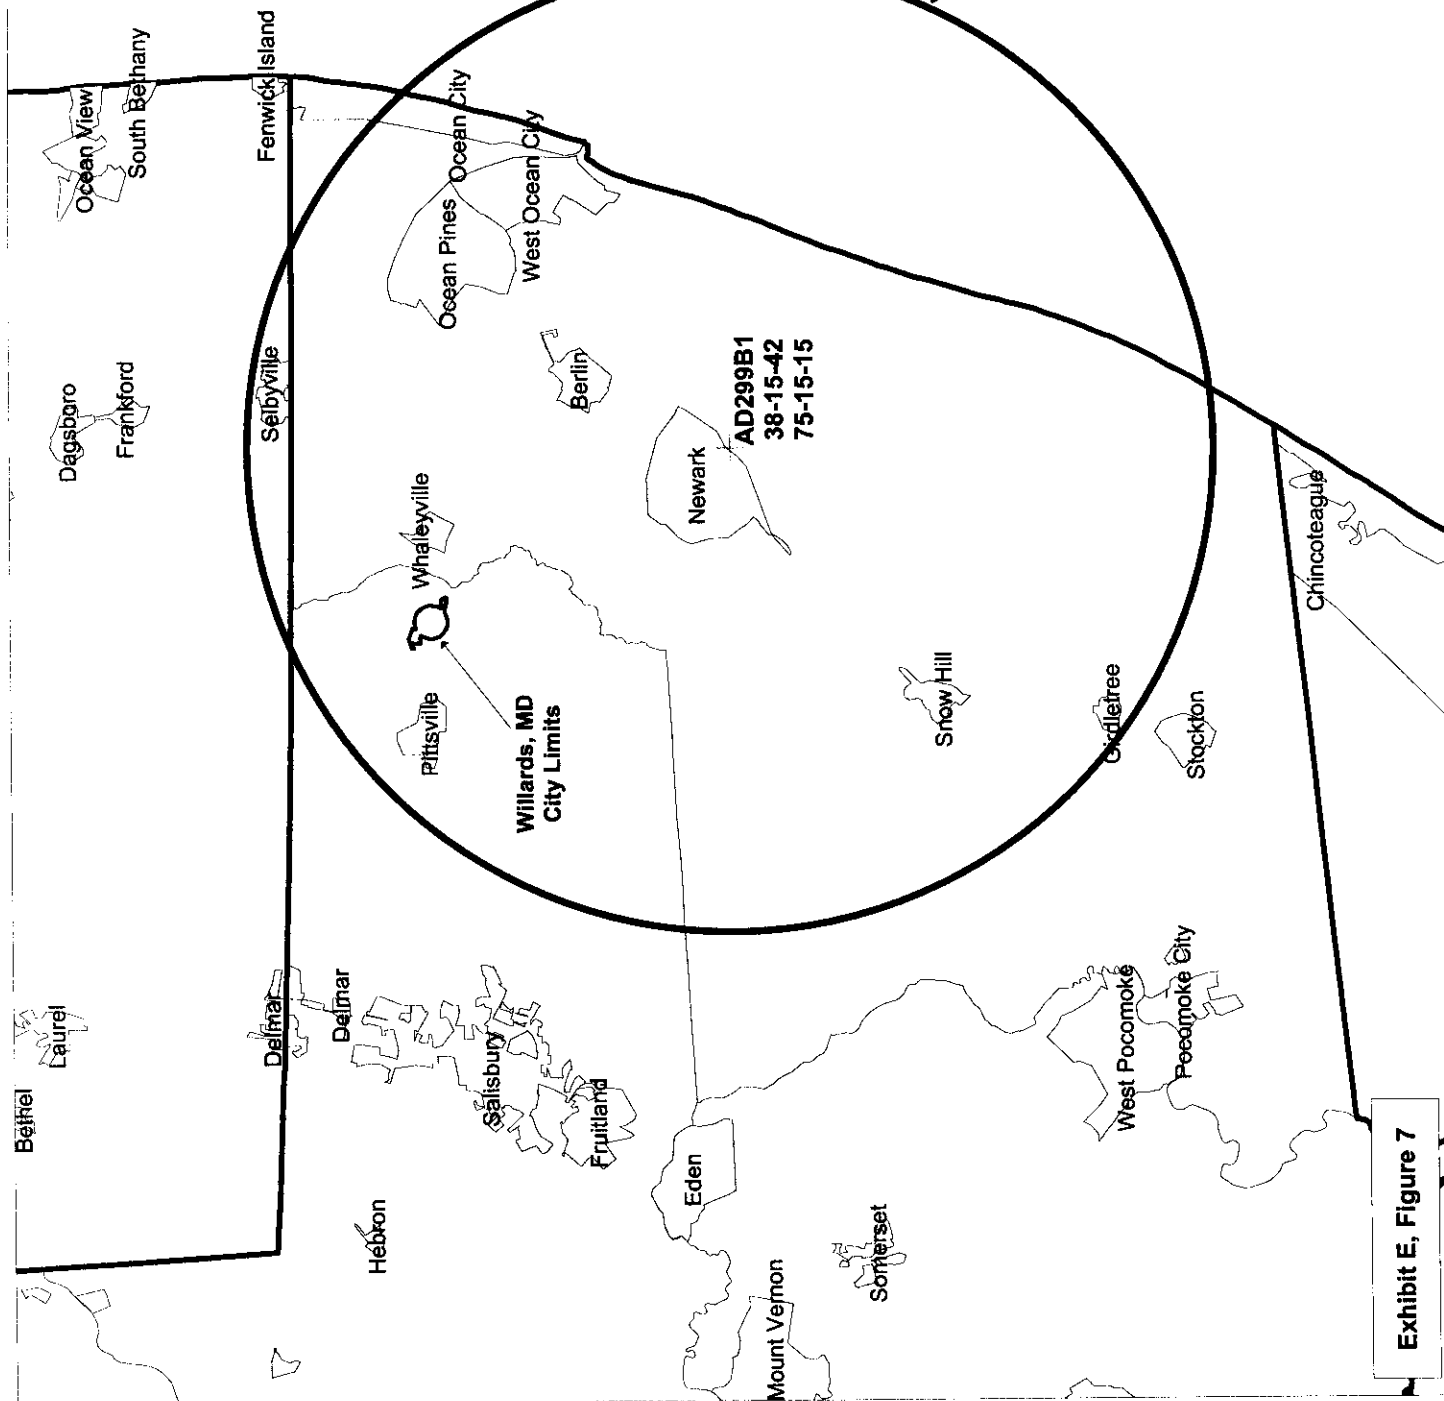 Bethel
Laurel
Dagsboro
Frankford
Ocean View
South Bethany
Delmar
Selbyville
Fenwick Island
Delmar
Hebron
Pittsville
Whaleyville
Ocean Pines
Ocean City
West Ocean City
Willards, MD
City Limits
Salisbury
Berlin
Fruitland
Eden
Newark
AD299B1
38-15-42
75-15-15
Mount Vernon
Somerset
Snow Hill
West Pocomoke
Girdletree
Pocomoke City
Stockton
Chincoteague
Exhibit E, Figure 7